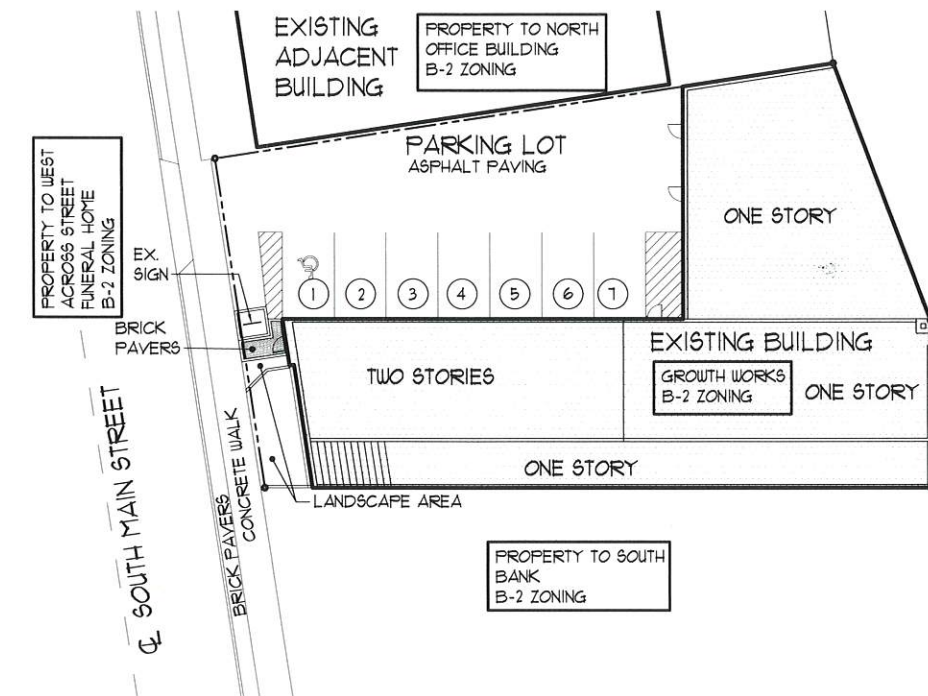 EXISTING
ADJACENT
BUILDING
PROPERTY TO NORTH
OFFICE BUILDING
B-2 ZONING
PARKING LOT
ASPHALT PAVING
PROPERTY TO WEST
ACROSS STREET
FUNERAL HOME
B-2 ZONING
ONE STORY
EX.
SIGN
1
2
3
4
5
6
7
BRICK
PAVERS
EXISTING BUILDING
TWO STORIES
GROWTH WORKS
B-2 ZONING
ONE STORY
ONE STORY
LANDSCAPE AREA
℄ SOUTH MAIN STREET
BRICK PAVERS
CONCRETE WALK
PROPERTY TO SOUTH
BANK
B-2 ZONING